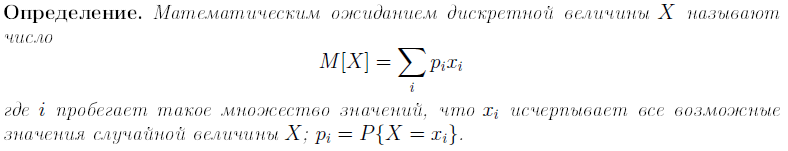 Определение. Математическим ожиданием дискретной величины X называют
число
M[X] = ∑ p_i x_i
i
где i пробегает такое множество значений, что x_i исчерпывает все возможные
значения случайной величины X; p_i = P{X = x_i}.